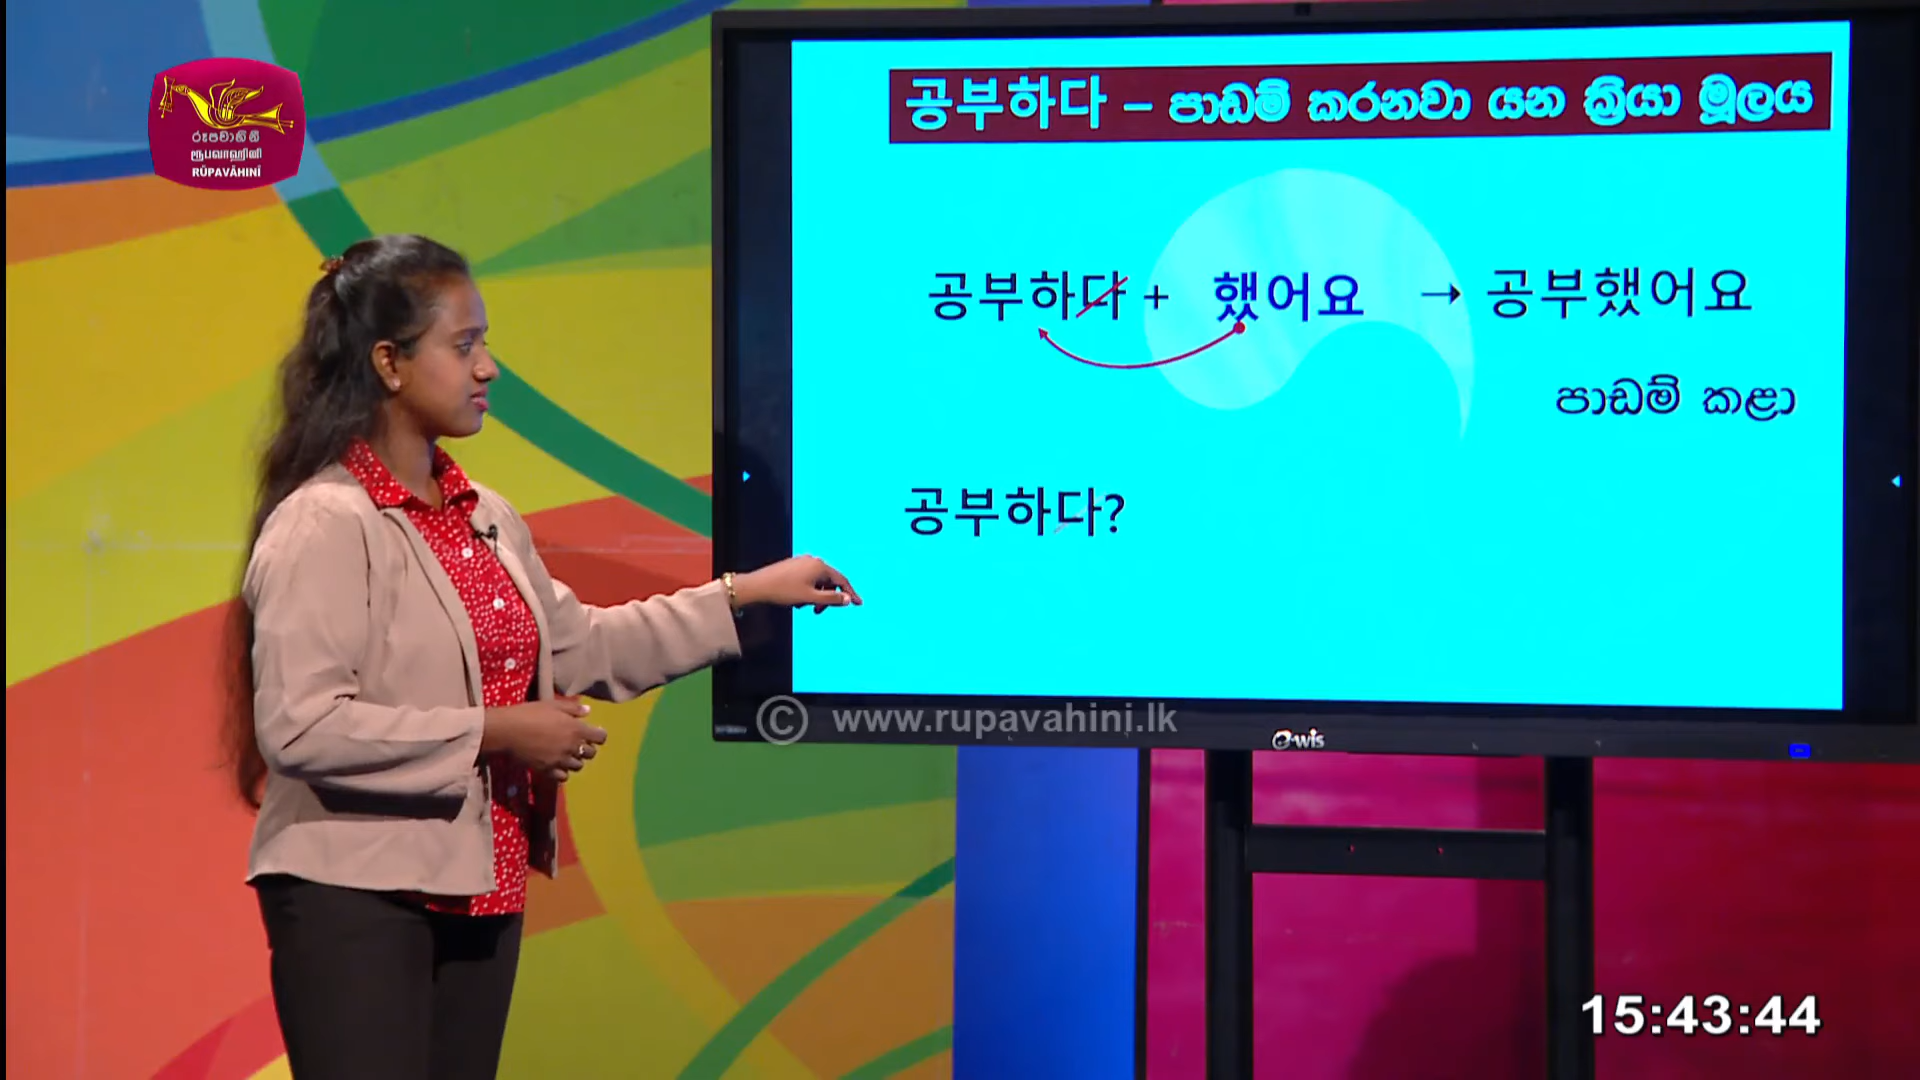 රූපවාහිනී
ரூபவாஹினி
RŪPAVĀHINĪ
공부하다 – පාඩම් කරනවා යන ක්‍රියා මූලය
공부하다 + 했어요 → 공부했어요
පාඩම් කළා
공부하다?
© www.rupavahini.lk
e-wis
15:43:44